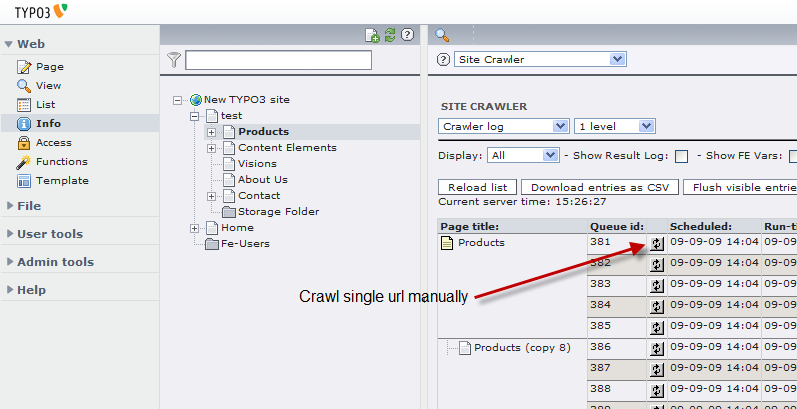 TYPO3
Web
Page
View
List
Info
Access
Functions
Template
File
User tools
Admin tools
Help
New TYPO3 site
test
Products
Content Elements
Visions
About Us
Contact
Storage Folder
Home
Fe-Users
Site Crawler
SITE CRAWLER
Crawler log 1 level
Display: All - Show Result Log: - Show FE Vars:
Reload list Download entries as CSV Flush visible entrie
Current server time: 15:26:27
Page title: Queue id: Scheduled: Run-ti
Products 381 09-09-09 14:04 09-09
382 09-09-09 14:04 09-09
383 09-09-09 14:04 09-09
384 09-09-09 14:04 09-09
385 09-09-09 14:04 09-09
Products (copy 8) 386 09-09-09 14:04 09-09
387 09-09-09 14:04 09-09
388 09-09-09 14:04 09-09
Crawl single url manually